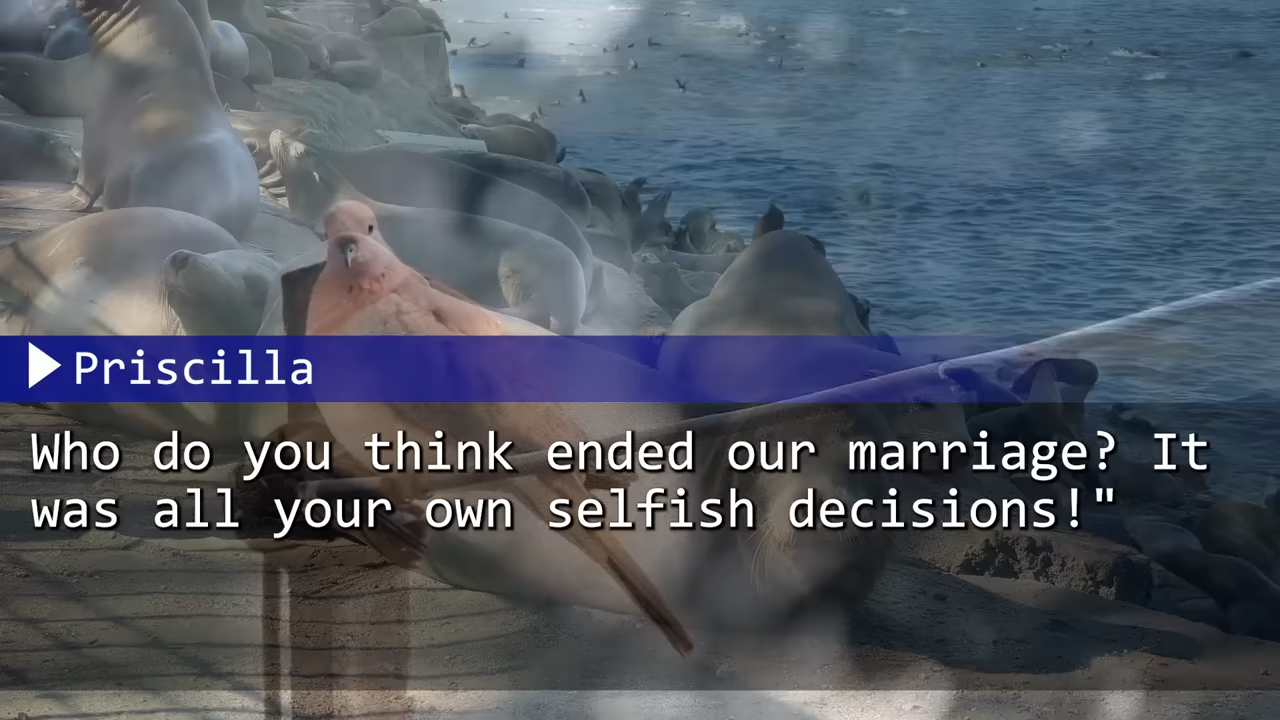 Priscilla
Who do you think ended our marriage? It
was all your own selfish decisions!"